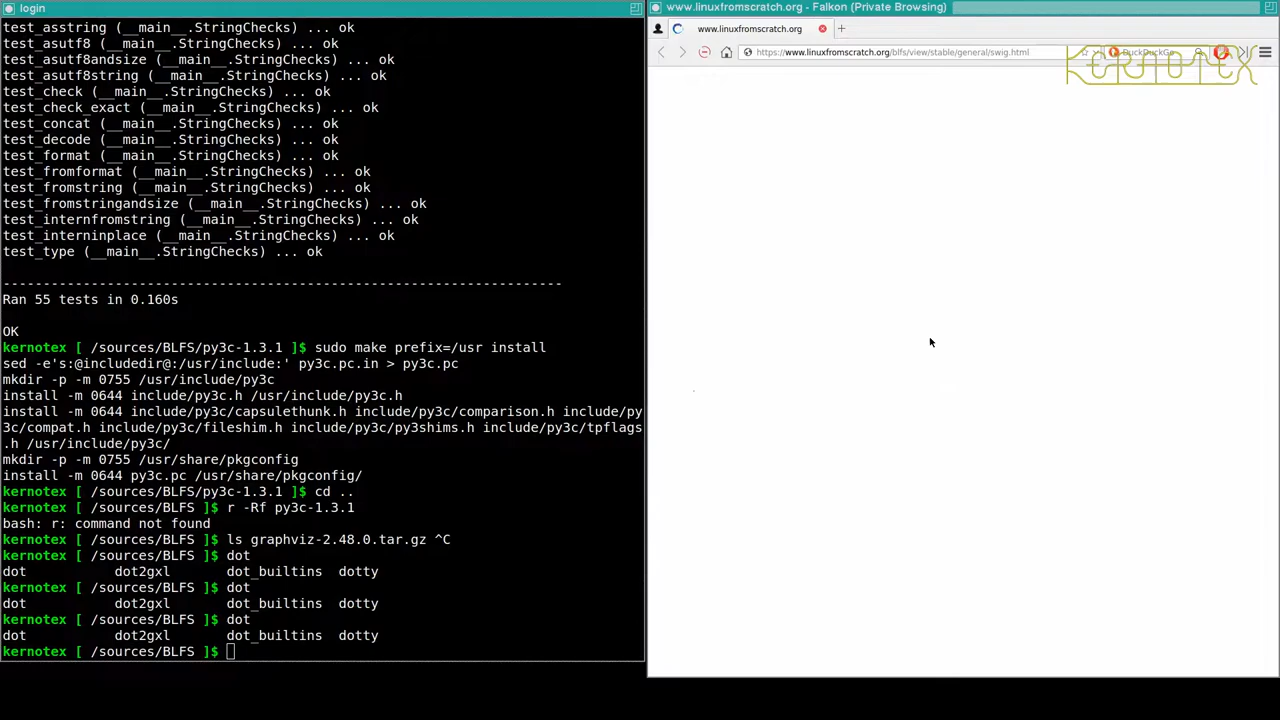 login
test_asstring (__main__.StringChecks) ... ok
test_asutf8 (__main__.StringChecks) ... ok
test_asutf8andsize (__main__.StringChecks) ... ok
test_asutf8string (__main__.StringChecks) ... ok
test_check (__main__.StringChecks) ... ok
test_check_exact (__main__.StringChecks) ... ok
test_concat (__main__.StringChecks) ... ok
test_decode (__main__.StringChecks) ... ok
test_format (__main__.StringChecks) ... ok
test_fromformat (__main__.StringChecks) ... ok
test_fromstring (__main__.StringChecks) ... ok
test_fromstringandsize (__main__.StringChecks) ... ok
test_internfromstring (__main__.StringChecks) ... ok
test_interninplace (__main__.StringChecks) ... ok
test_type (__main__.StringChecks) ... ok
----------------------------------------------------------------------
Ran 55 tests in 0.160s
OK
kernotex [ /sources/BLFS/py3c-1.3.1 ]$ sudo make prefix=/usr install
sed -e's:@includedir@:/usr/include:' py3c.pc.in > py3c.pc
mkdir -p -m 0755 /usr/include/py3c
install -m 0644 include/py3c.h /usr/include/py3c.h
install -m 0644 include/py3c/capsulethunk.h include/py3c/comparison.h include/py
3c/compat.h include/py3c/fileshim.h include/py3c/py3shims.h include/py3c/tpflags
.h /usr/include/py3c/
mkdir -p -m 0755 /usr/share/pkgconfig
install -m 0644 py3c.pc /usr/share/pkgconfig/
kernotex [ /sources/BLFS/py3c-1.3.1 ]$ cd ..
kernotex [ /sources/BLFS ]$ r -Rf py3c-1.3.1
bash: r: command not found
kernotex [ /sources/BLFS ]$ ls graphviz-2.48.0.tar.gz ^C
kernotex [ /sources/BLFS ]$ dot
dot dot2gxl dot_builtins dotty
kernotex [ /sources/BLFS ]$ dot
dot dot2gxl dot_builtins dotty
kernotex [ /sources/BLFS ]$ dot
dot dot2gxl dot_builtins dotty
kernotex [ /sources/BLFS ]$
www.linuxfromscratch.org - Falkon (Private Browsing)
www.linuxfromscratch.org
https://www.linuxfromscratch.org/blfs/view/stable/general/swig.html
DuckDuckGo
KERNOTEX